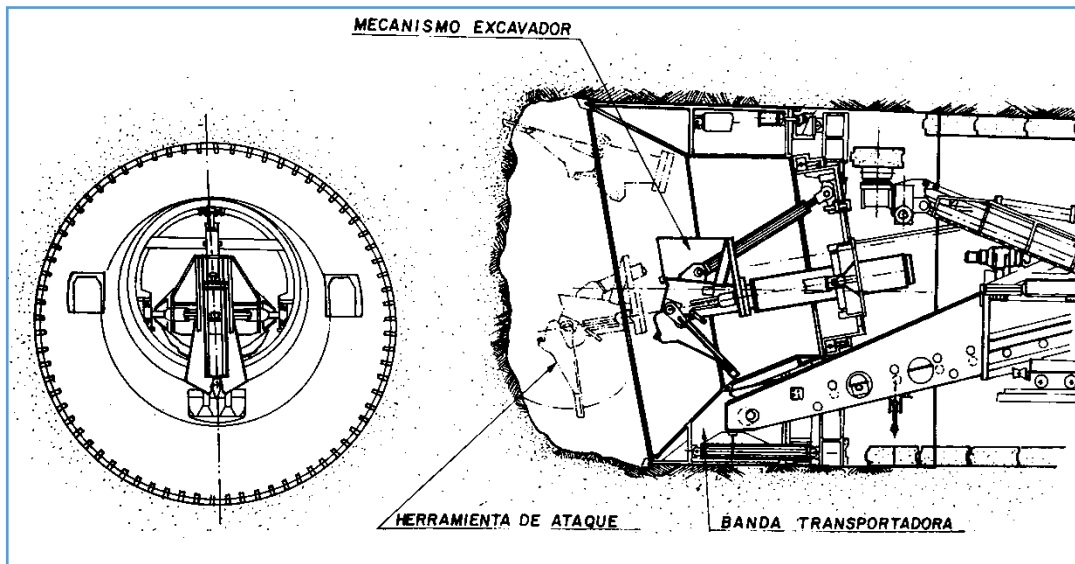 MECANISMO EXCAVADOR
HERRAMIENTA DE ATAQUE
BANDA TRANSPORTADORA